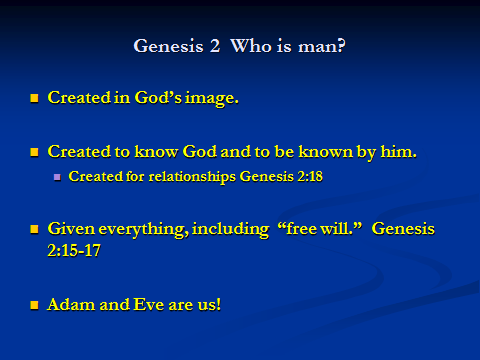 Genesis 2  Who is man?
Created in God’s image.
Created to know God and to be known by him.
Created for relationships Genesis 2:18
Given everything, including  “free will.”  Genesis
2:15-17
Adam and Eve are us!